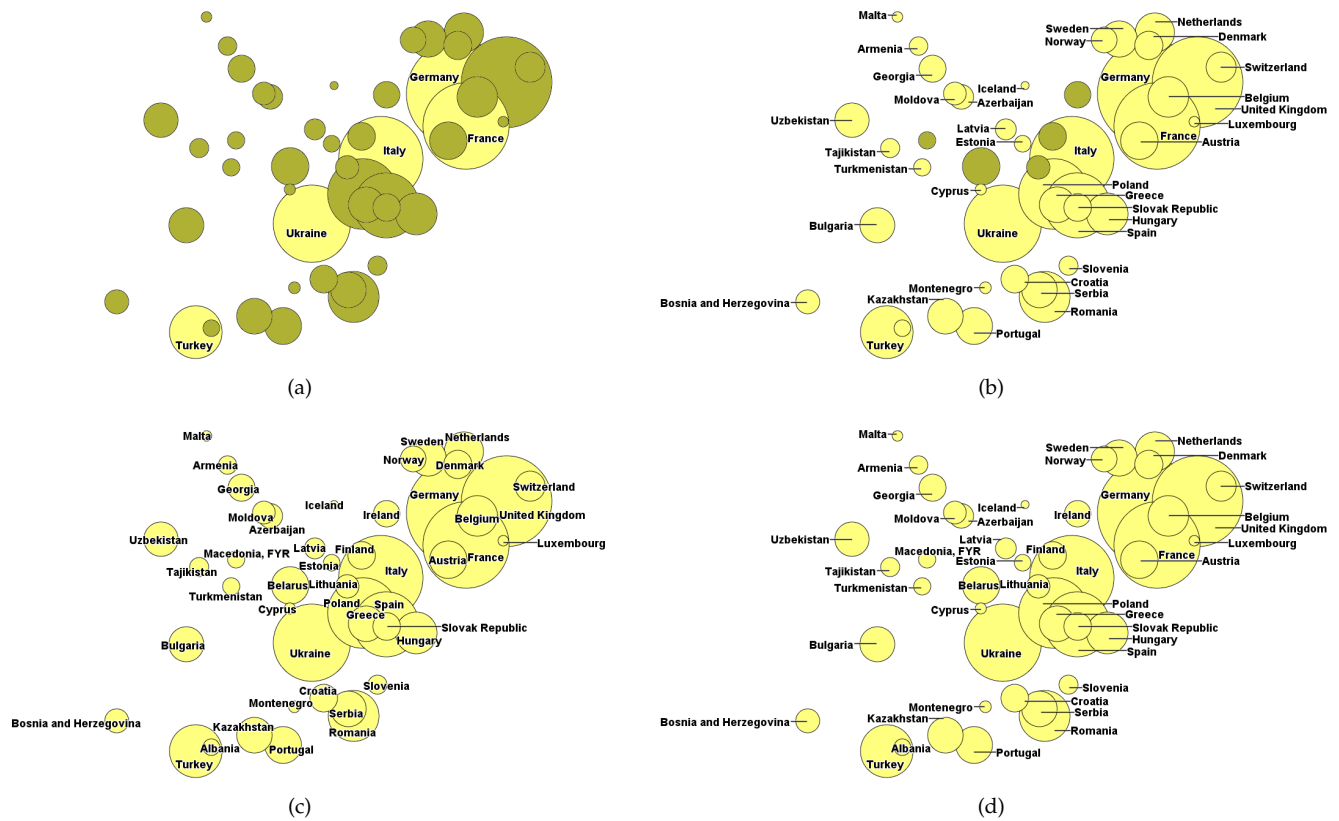 Germany
France
Italy
Ukraine
Turkey
(a)
Malta
Netherlands
Sweden
Denmark
Norway
Armenia
Switzerland
Georgia
Germany
Iceland
Moldova
Azerbaijan
Belgium
United Kingdom
Uzbekistan
Luxembourg
Latvia
France
Estonia
Austria
Tajikistan
Italy
Turkmenistan
Cyprus
Poland
Greece
Slovak Republic
Hungary
Bulgaria
Ukraine
Spain
Slovenia
Croatia
Montenegro
Serbia
Kazakhstan
Bosnia and Herzegovina
Romania
Portugal
Turkey
(b)
Malta
Sweden
Netherlands
Norway
Denmark
Armenia
Georgia
Switzerland
Germany
Iceland
Moldova
Ireland
Belgium
United Kingdom
Azerbaijan
Uzbekistan
Luxembourg
Latvia
Finland
Macedonia, FYR
France
Austria
Estonia
Tajikistan
Italy
Belarus
Lithuania
Turkmenistan
Poland
Spain
Cyprus
Greece
Slovak Republic
Hungary
Bulgaria
Ukraine
Slovenia
Croatia
Montenegro
Serbia
Bosnia and Herzegovina
Kazakhstan
Romania
Albania
Portugal
Turkey
(c)
Malta
Netherlands
Sweden
Denmark
Norway
Armenia
Switzerland
Georgia
Germany
Iceland
Ireland
Moldova
Azerbaijan
Belgium
United Kingdom
Uzbekistan
Luxembourg
Latvia
Finland
Macedonia, FYR
France
Estonia
Austria
Tajikistan
Italy
Belarus
Lithuania
Turkmenistan
Cyprus
Poland
Greece
Slovak Republic
Hungary
Bulgaria
Ukraine
Spain
Slovenia
Croatia
Montenegro
Serbia
Kazakhstan
Bosnia and Herzegovina
Romania
Albania
Portugal
Turkey
(d)